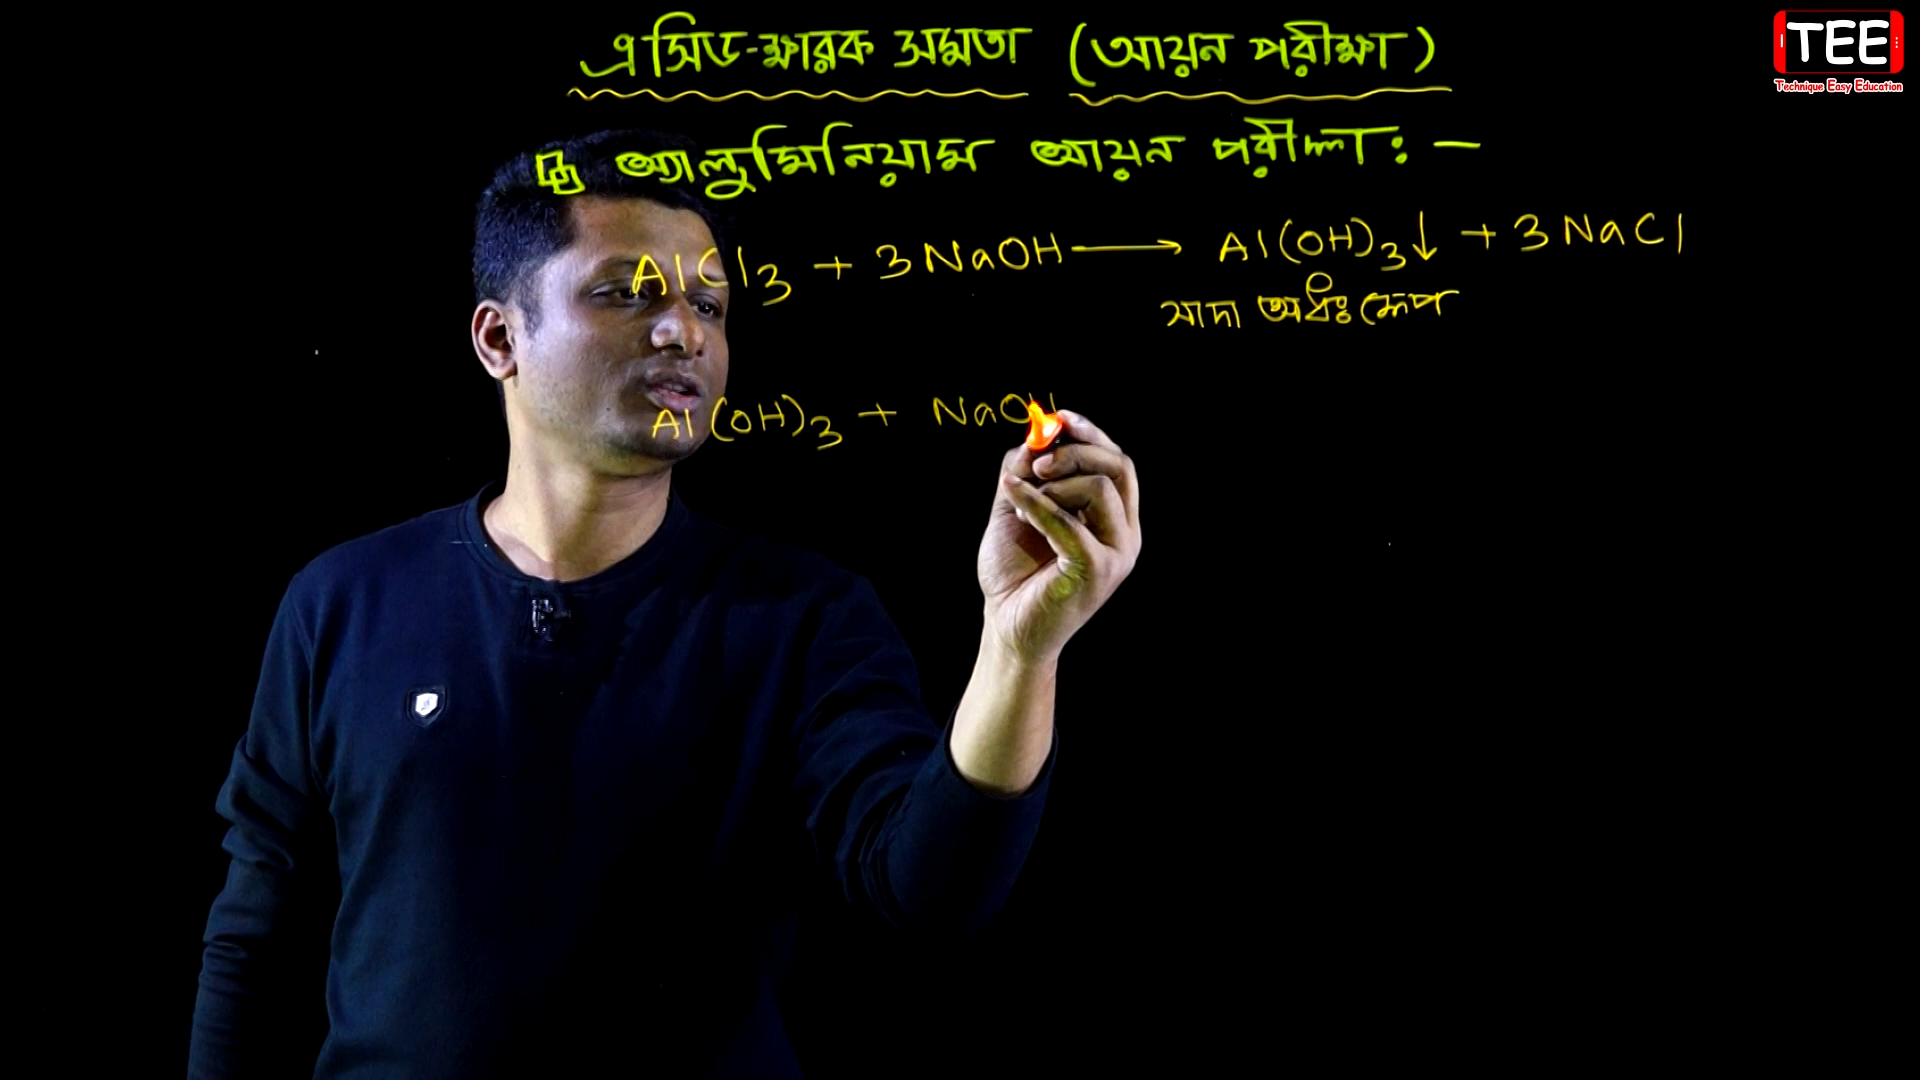 এসিড-ক্ষারক সমতা (আয়ন পরীক্ষা)
TEE
Technique Easy Education
অ্যালুমিনিয়াম আয়ন পরীক্ষা: -
AlCl3 + 3NaOH → Al(OH)3↓ + 3NaCl
সাদা অধঃক্ষেপ
Al(OH)3 + NaOH